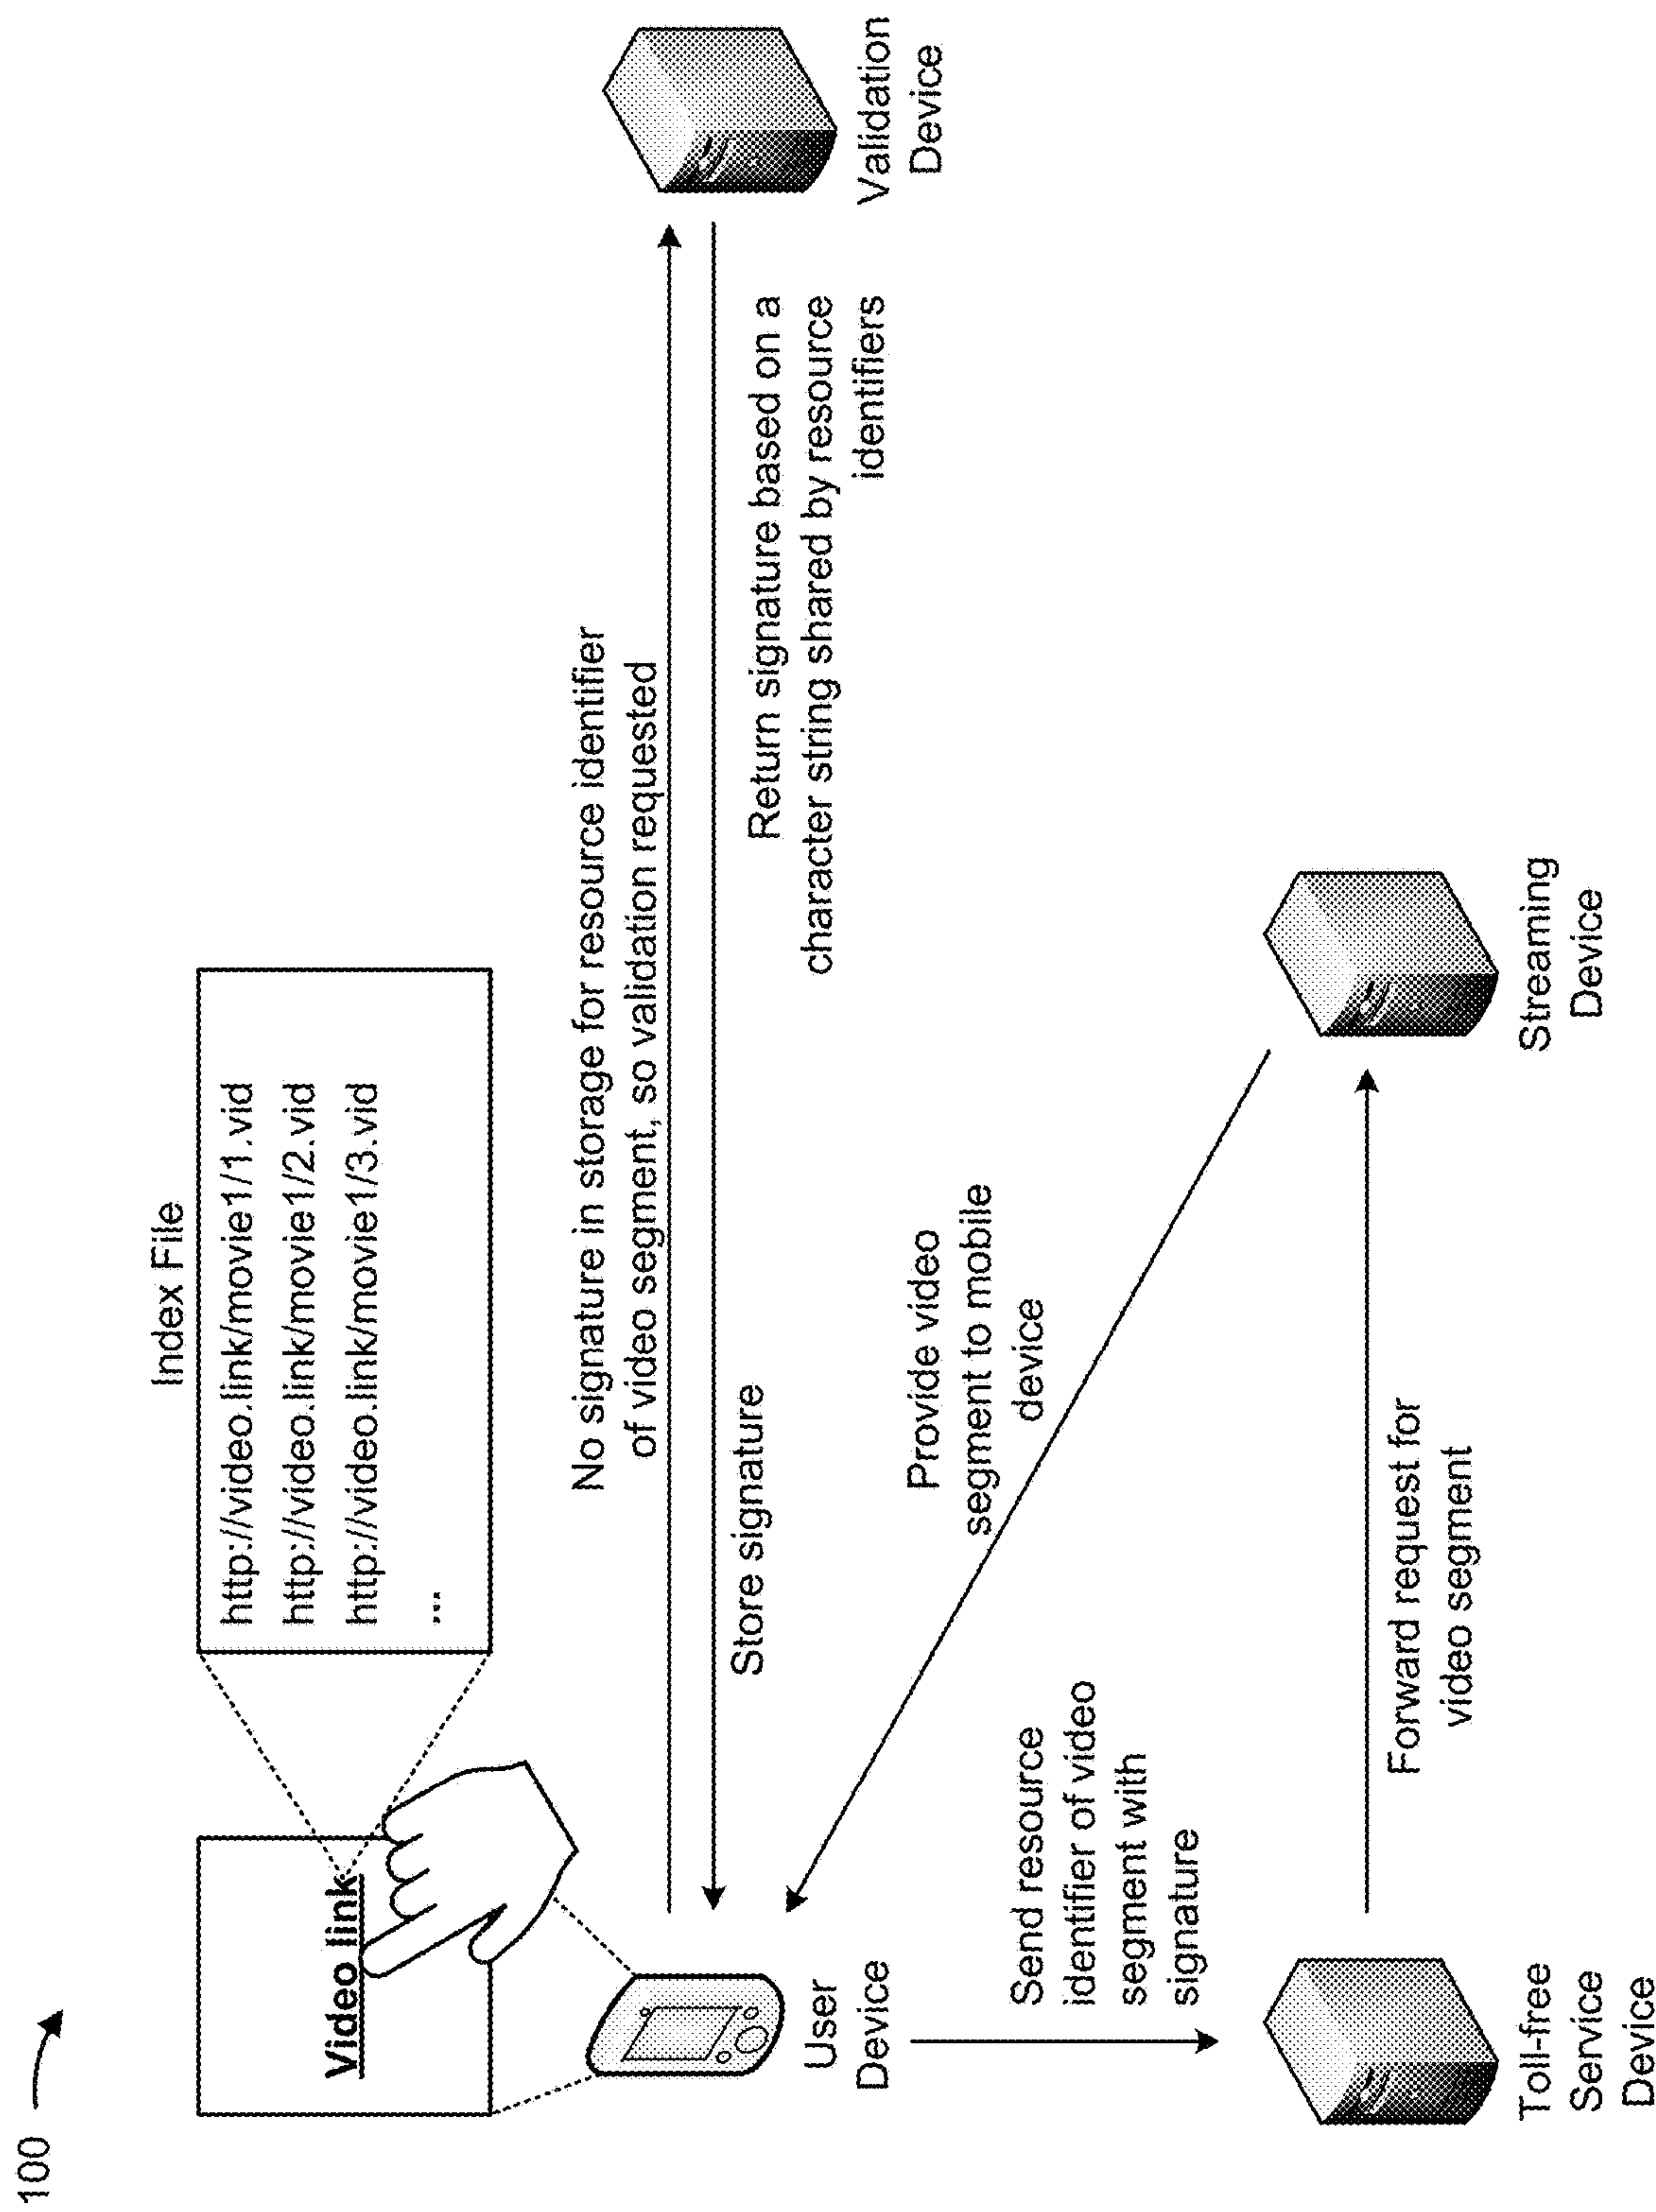 100
Index File
http://video.link/movie1/1.vid
http://video.link/movie1/2.vid
http://video.link/movie1/3.vid
...
Video link
No signature in storage for resource identifier
of video segment, so validation requested
Store signature
Return signature based on a
character string shared by resource
identifiers
User
Device
Validation
Device
Provide video
segment to mobile
device
Send resource
identifier of video
segment with
signature
Forward request for
video segment
Toll-free
Service
Device
Streaming
Device